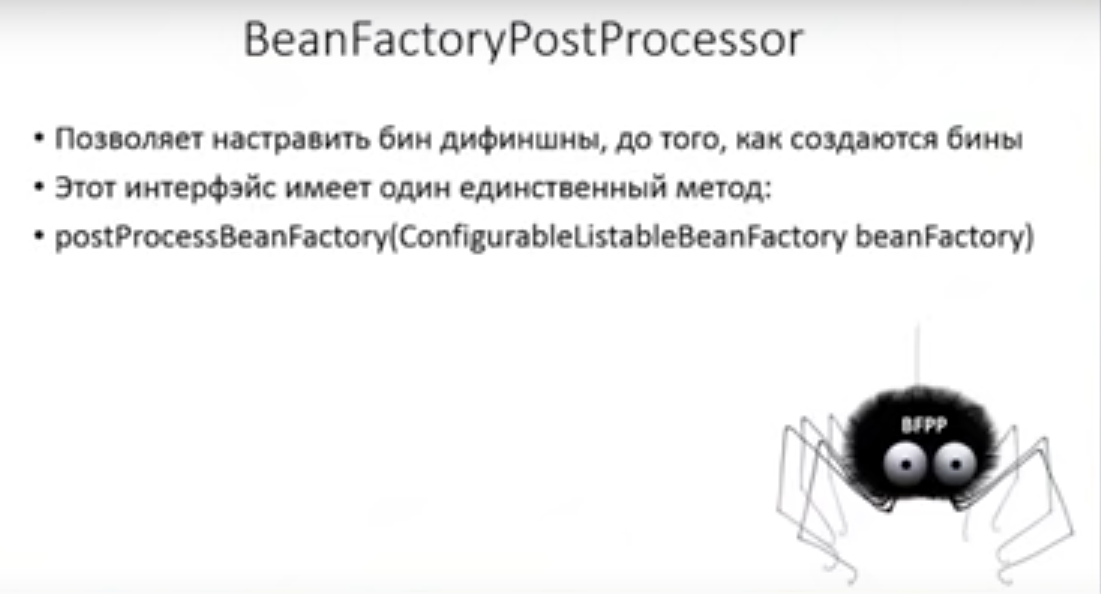 BeanFactoryPostProcessor
• Позволяет настравить бин дифиншны, до того, как создаются бины
• Этот интерфэйс имеет один единственный метод:
• postProcessBeanFactory(ConfigurableListableBeanFactory beanFactory)
BFPP